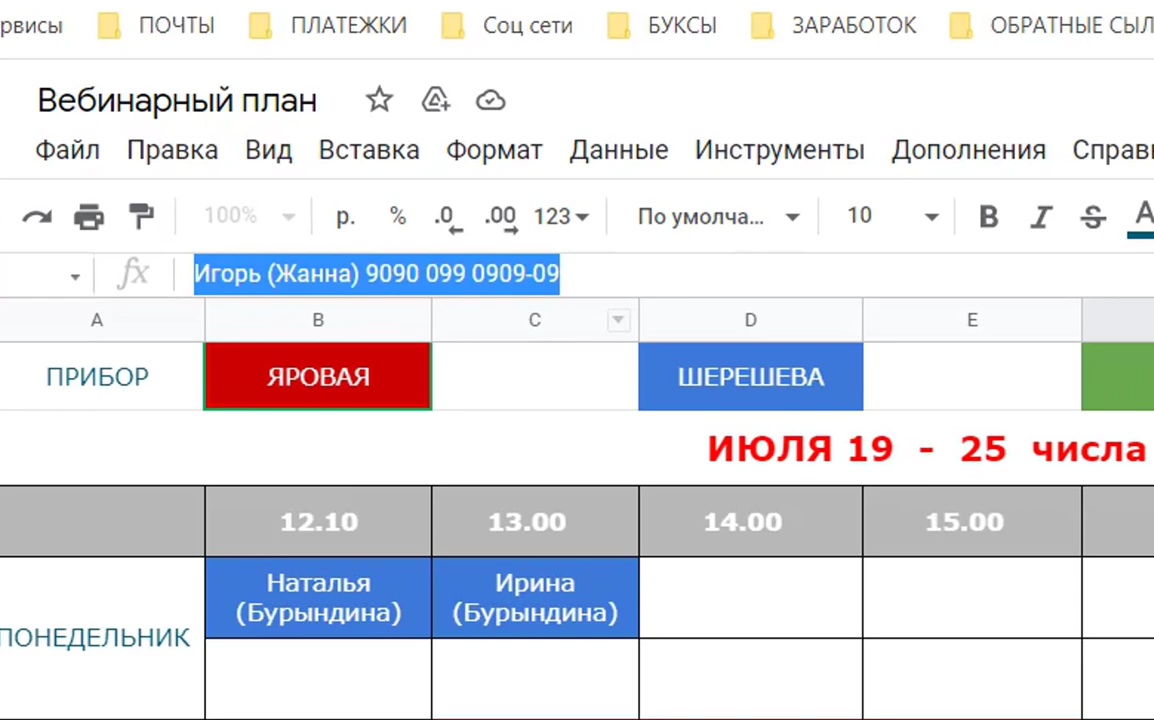 рвисы ПОЧТЫ ПЛАТЕЖКИ Соц сети БУКСЫ ЗАРАБОТОК ОБРАТНЫЕ СЫЛ
Вебинарный план
Файл Правка Вид Вставка Формат Данные Инструменты Дополнения Справ
100% р. % .0 .00 123 По умолча... 10 B I S A
fx Игорь (Жанна) 9090 099 0909-09
A B C D E
ПРИБОР ЯРОВАЯ ШЕРЕШЕВА
ИЮЛЯ 19 - 25 числа
12.10 13.00 14.00 15.00
Наталья Ирина
(Бурындина) (Бурындина)
ПОНЕДЕЛЬНИК